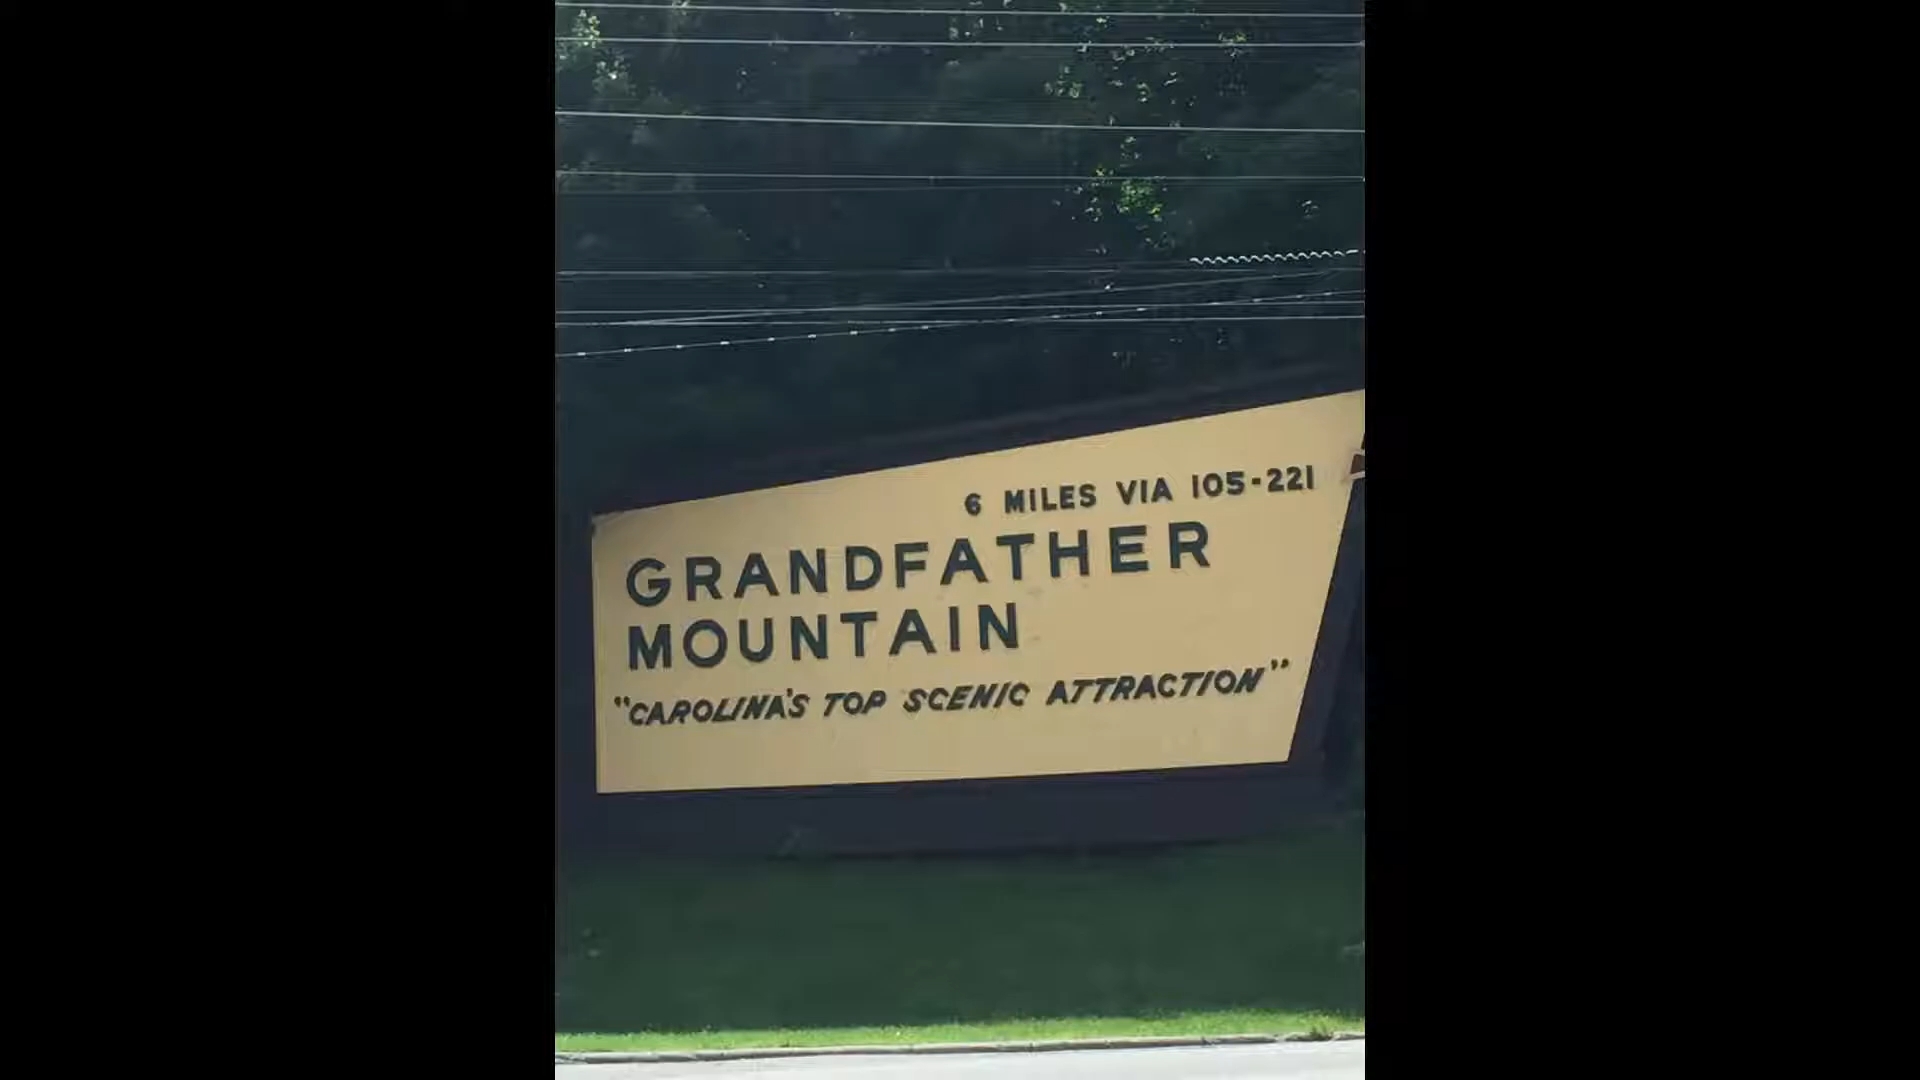 6 MILES VIA 105-221
GRANDFATHER
MOUNTAIN
"CAROLINA'S TOP SCENIC ATTRACTION"